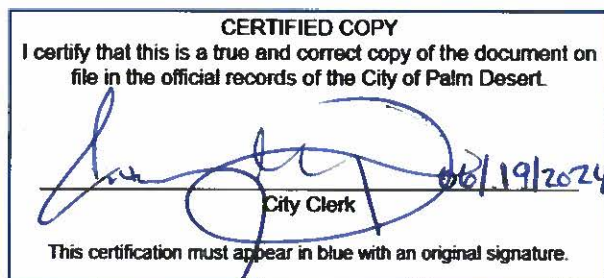 CERTIFIED COPY
I certify that this is a true and correct copy of the document on
file in the official records of the City of Palm Desert.
06/19/2024
City Clerk
This certification must appear in blue with an original signature.